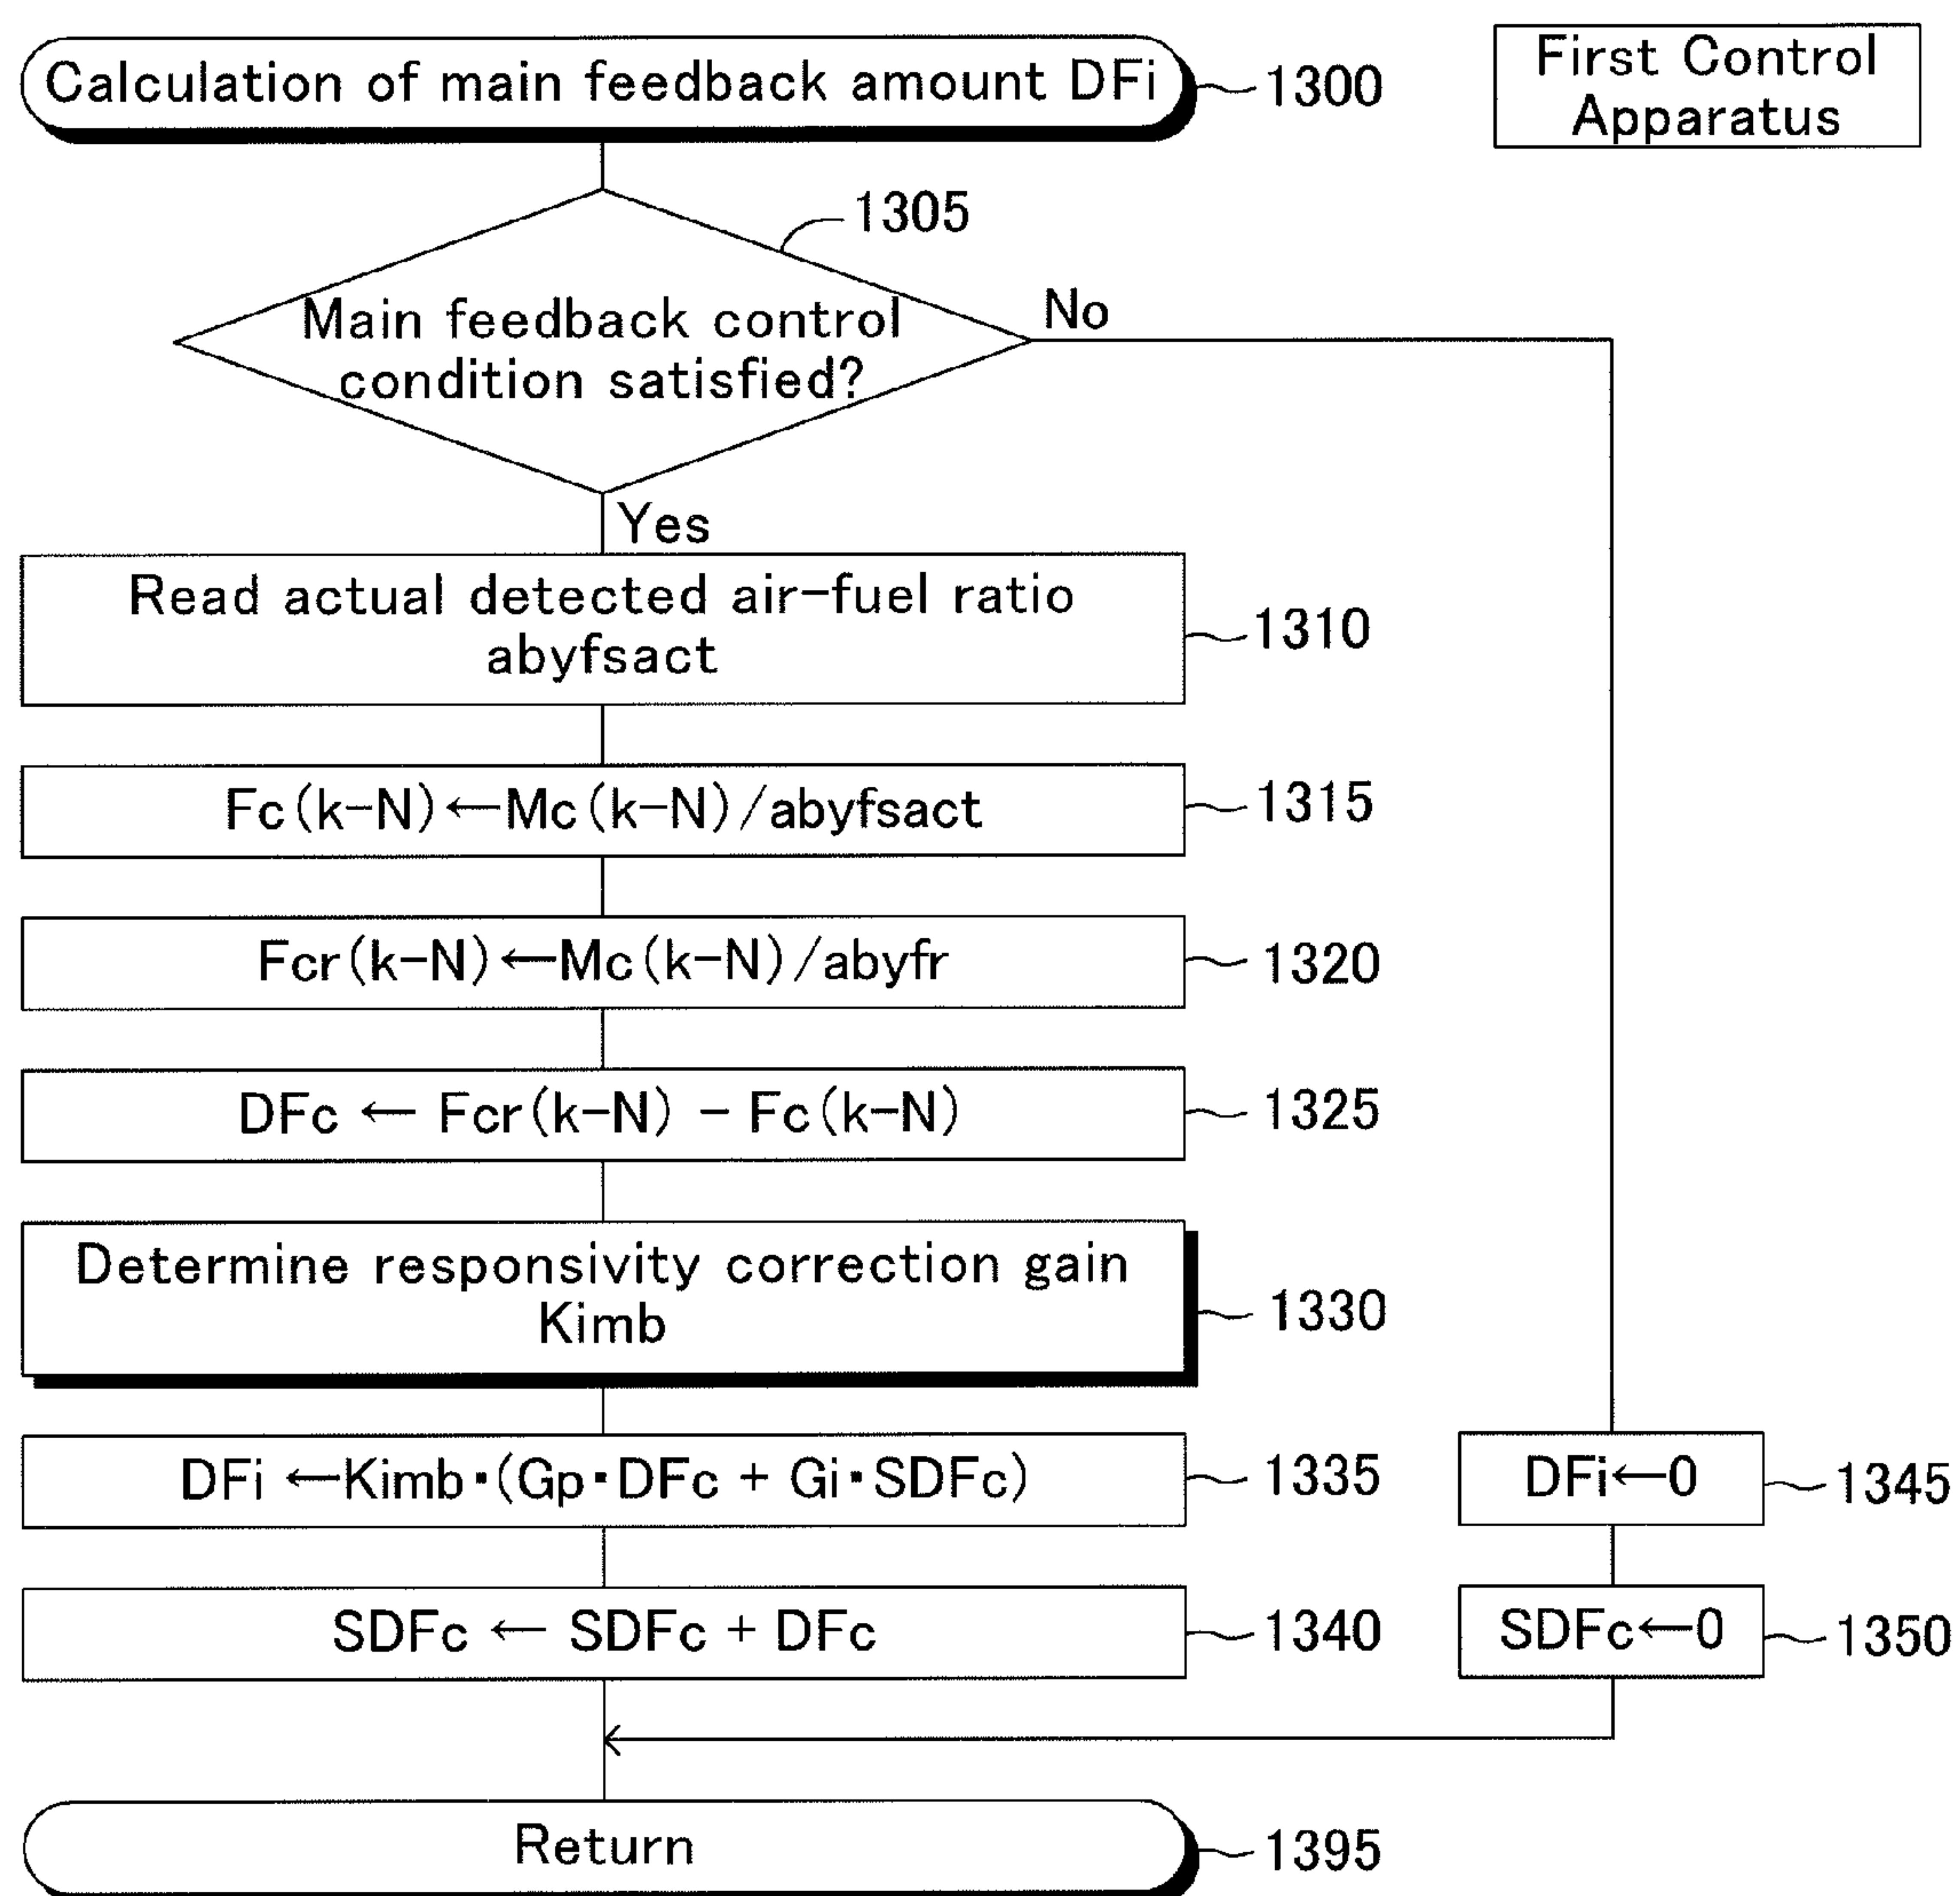 Calculation of main feedback amount DFi
1300
First Control
Apparatus
1305
Main feedback control
condition satisfied?
No
Yes
Read actual detected air-fuel ratio
abyfsact
1310
Fc(k-N)←Mc(k-N)/abyfsact
1315
Fcr(k-N)←Mc(k-N)/abyfr
1320
DFc ← Fcr(k-N) - Fc(k-N)
1325
Determine responsivity correction gain
Kimb
1330
DFi ←Kimb▪(Gp▪DFc + Gi▪SDFc)
1335
DFi←0
1345
SDFc ← SDFc + DFc
1340
SDFc←0
1350
Return
1395